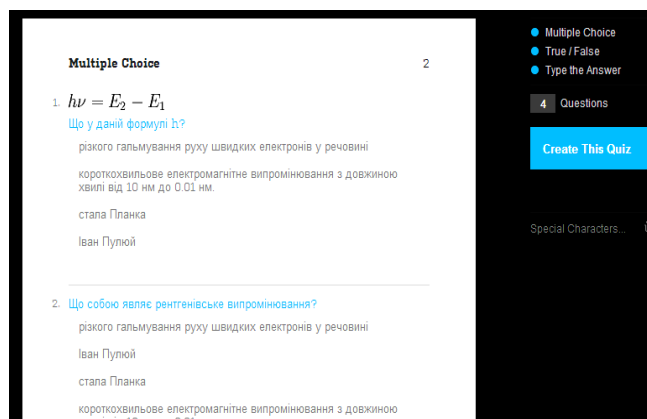 Multiple Choice 2
1. hν = E₂ − E₁
Що у даній формулі h?
різкого гальмування руху швидких електронів у речовині
короткохвильове електромагнітне випромінювання з довжиною
хвилі від 10 нм до 0.01 нм.
стала Планка
Іван Пулюй
2. Що собою являє рентгенівське випромінювання?
різкого гальмування руху швидких електронів у речовині
Іван Пулюй
стала Планка
короткохвильове електромагнітне випромінювання з довжиною
Multiple Choice
True / False
Type the Answer
4 Questions
Create This Quiz
Special Characters...